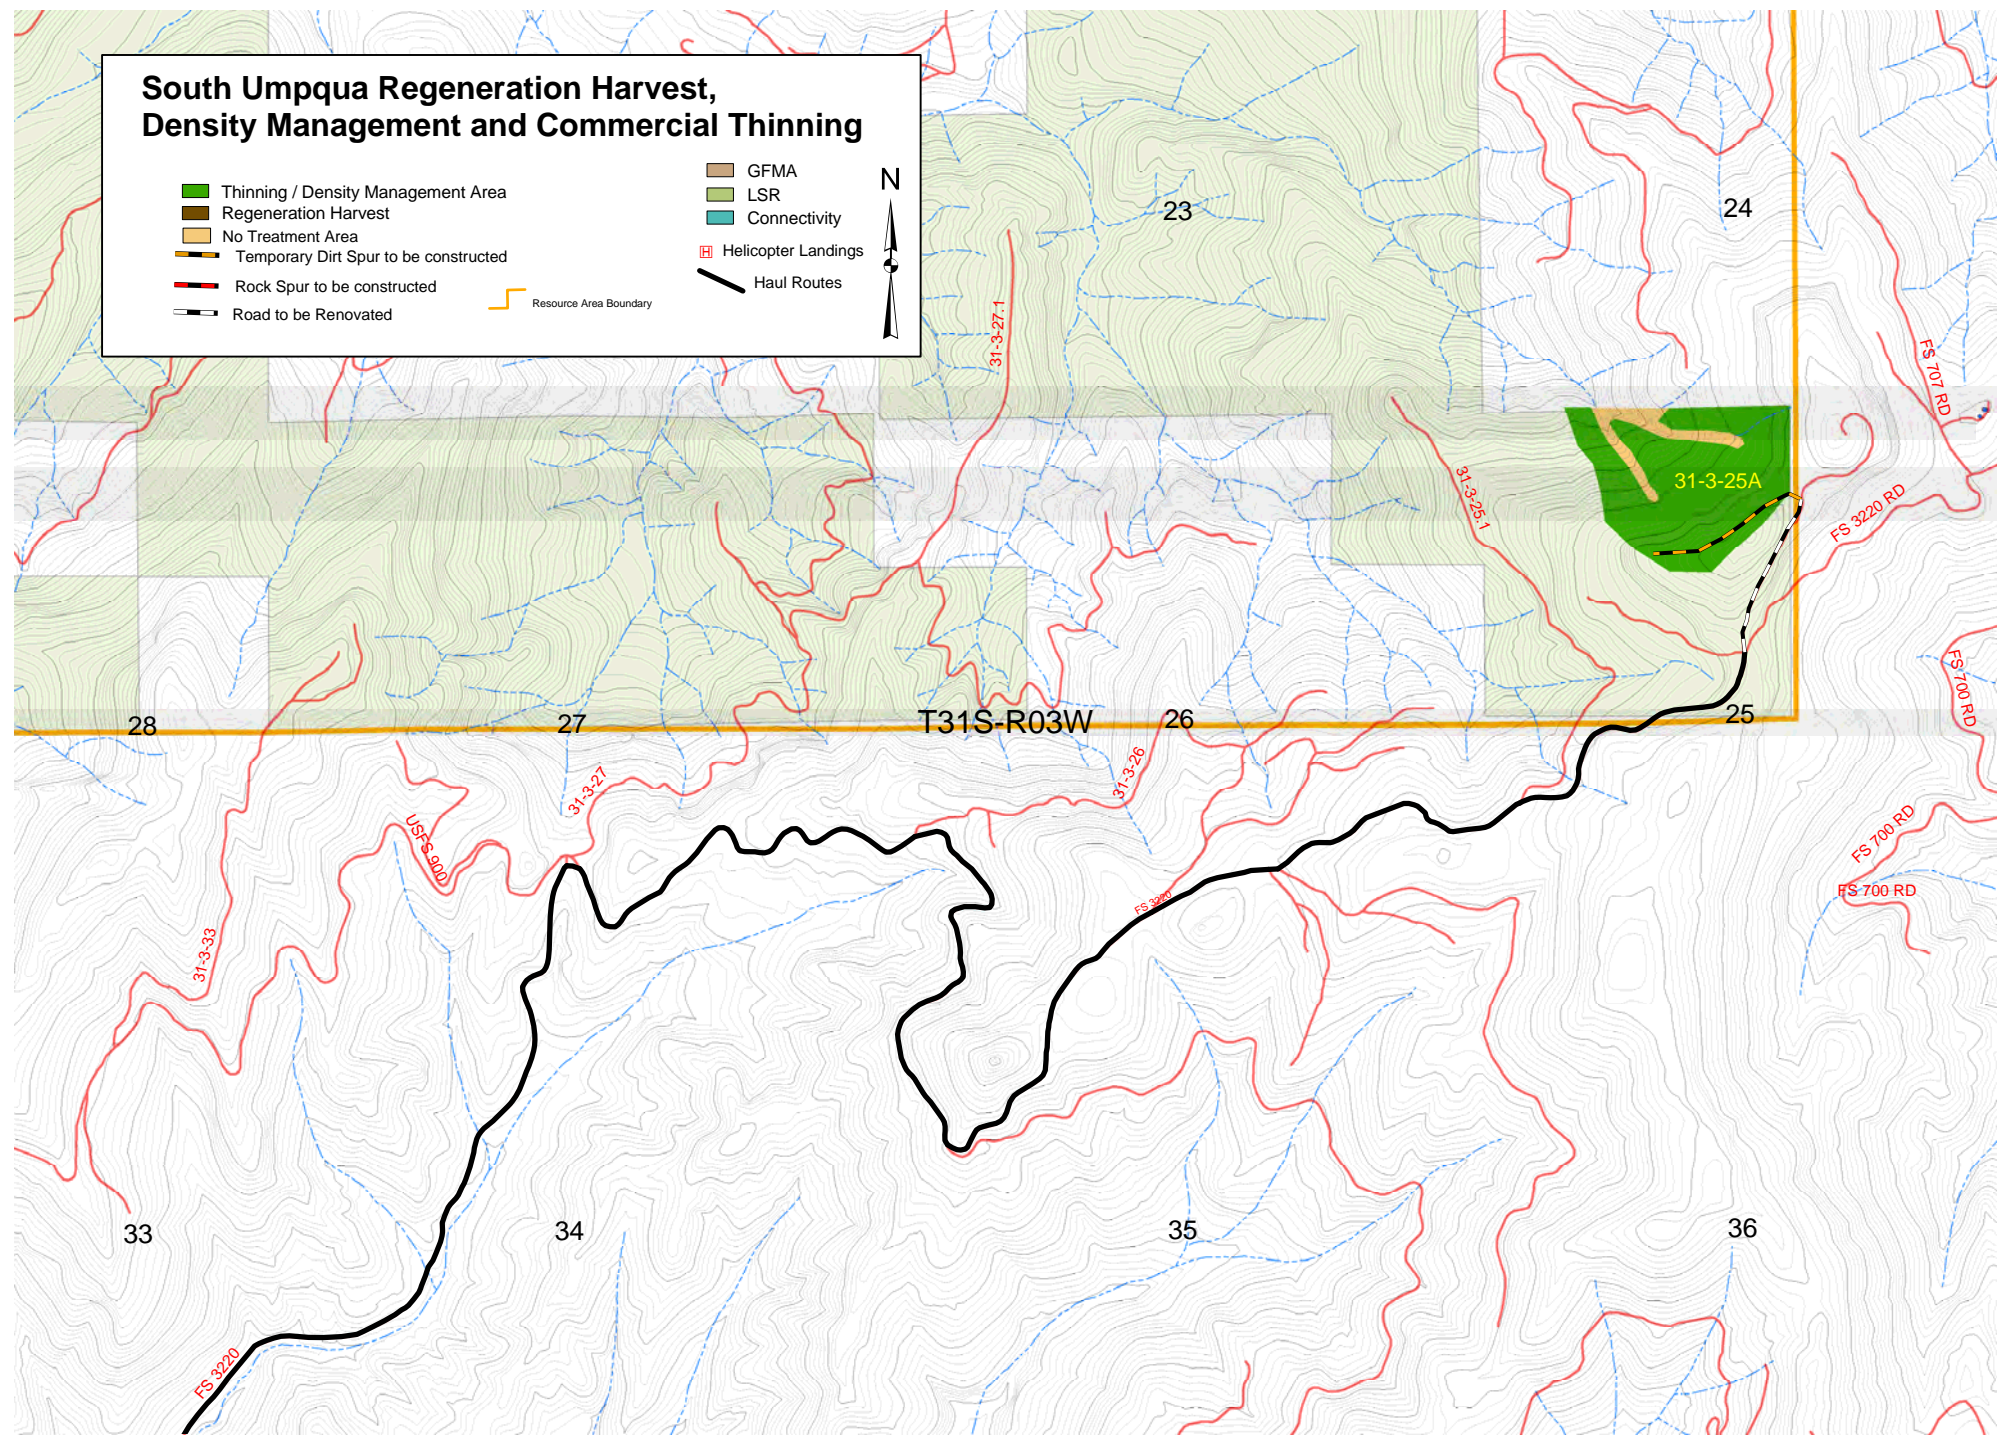 South Umpqua Regeneration Harvest,
Density Management and Commercial Thinning
Thinning / Density Management Area
Regeneration Harvest
No Treatment Area
Temporary Dirt Spur to be constructed
Rock Spur to be constructed
Road to be Renovated
Resource Area Boundary
GFMA
LSR
Connectivity
H Helicopter Landings
Haul Routes
N
23
24
31-3-27.1
FS 707 RD
31-3-25.1
31-3-25A
FS 3220 RD
FS 700 RD
28
27
T31S-R03W
26
25
31-3-27
31-3-26
USFS 900
FS 700 RD
FS 700 RD
FS 3220
31-3-33
33
34
35
36
FS 3220